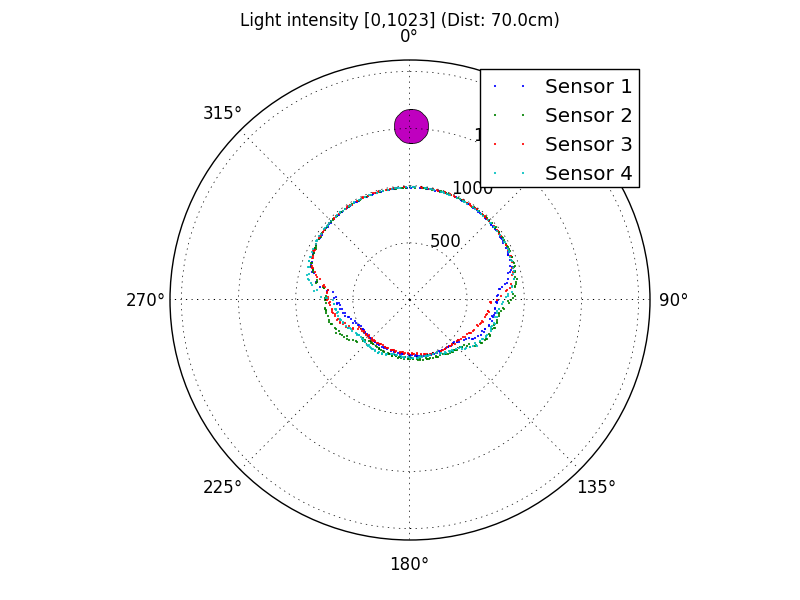 Light intensity [0,1023] (Dist: 70.0cm)
0°
Sensor 1
Sensor 2
Sensor 3
Sensor 4
315°
1000
500
270°
90°
225°
135°
180°